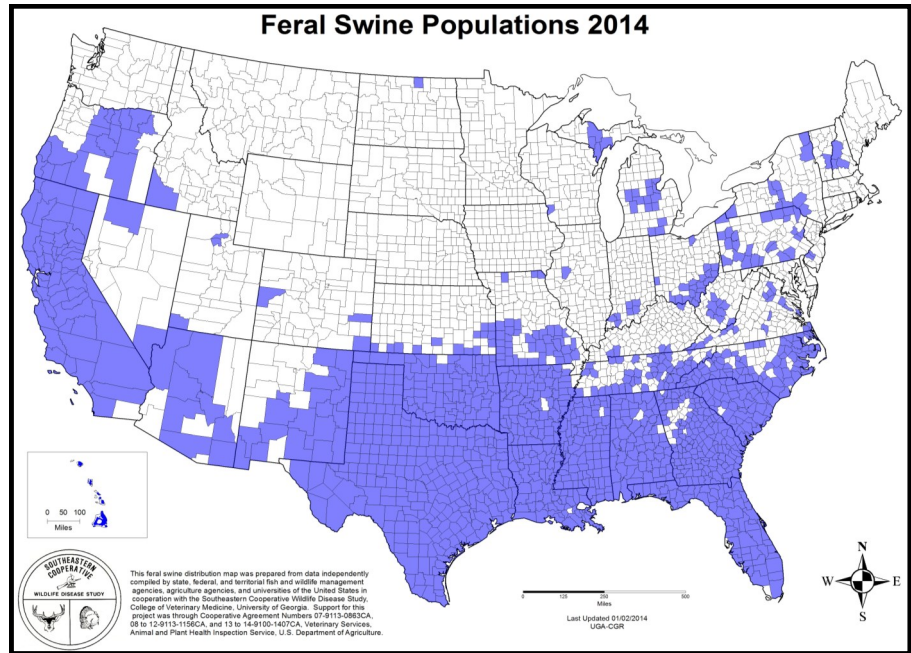 Feral Swine Populations 2014
0 50 100
Miles
SOUTHEASTERN
COOPERATIVE
WILDLIFE DISEASE STUDY
This feral swine distribution map was prepared from data independently
compiled by state, federal, and territorial fish and wildlife management
agencies, agriculture agencies, and universities of the United States in
cooperation with the Southeastern Cooperative Wildlife Disease Study,
College of Veterinary Medicine, University of Georgia. Support for this
project was through Cooperative Agreement Numbers 07-9113-0863CA,
08 to 12-9113-1156CA, and 13 to 14-9100-1407CA, Veterinary Services,
Animal and Plant Health Inspection Service, U.S. Department of Agriculture.
0 125 250 500
Miles
Last Updated 01/02/2014
UGA-CGR
N
W E
S